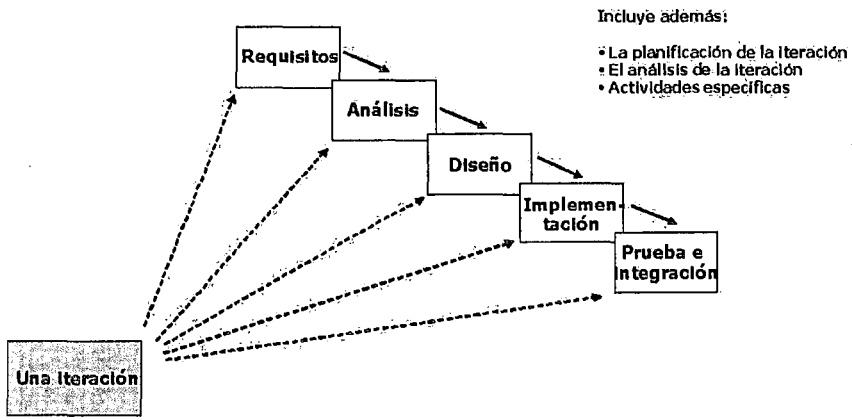 Incluye además:
• La planificación de la iteración
• El análisis de la iteración
• Actividades específicas
Requisitos
Análisis
Diseño
Implemen-
tación
Prueba e
integración
Una iteración